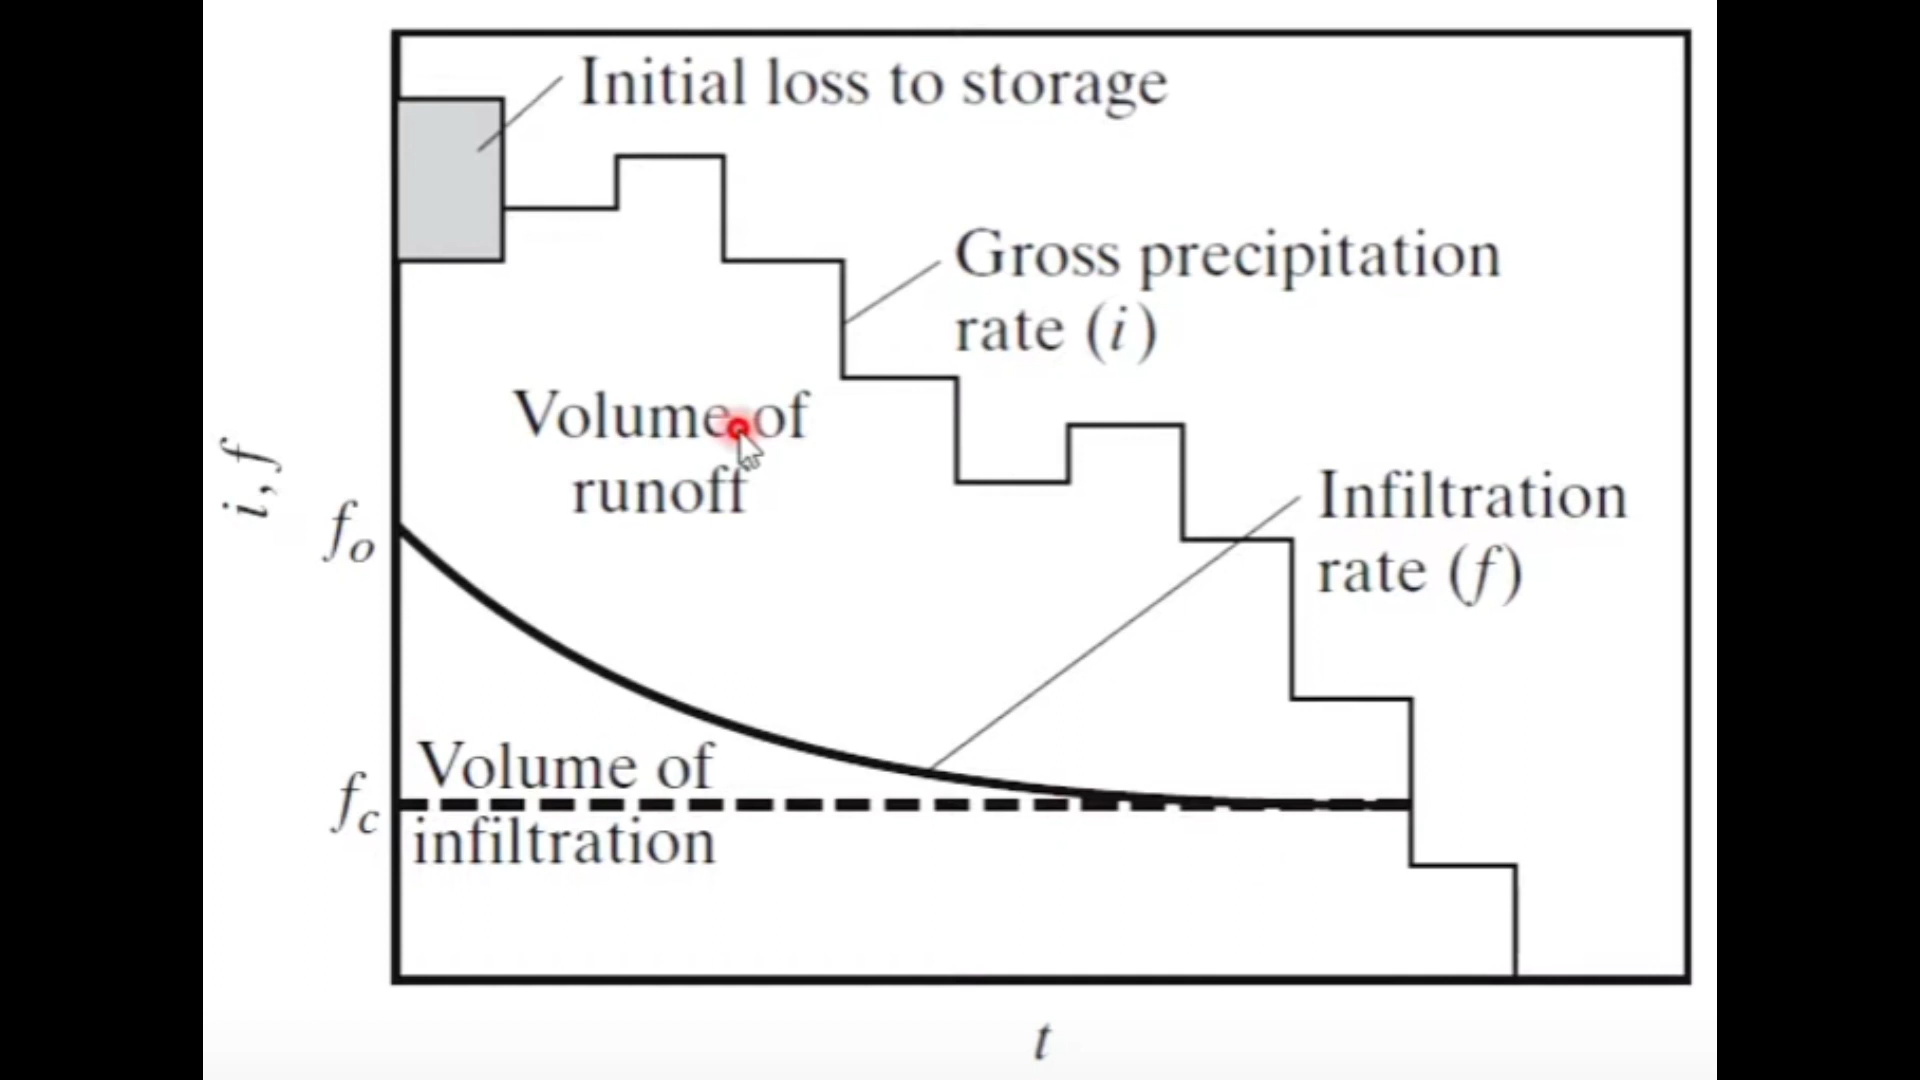 Initial loss to storage
Gross precipitation
rate (i)
Volume of
runoff
i, f
f_o
Infiltration
rate (f)
Volume of
f_c
infiltration
t